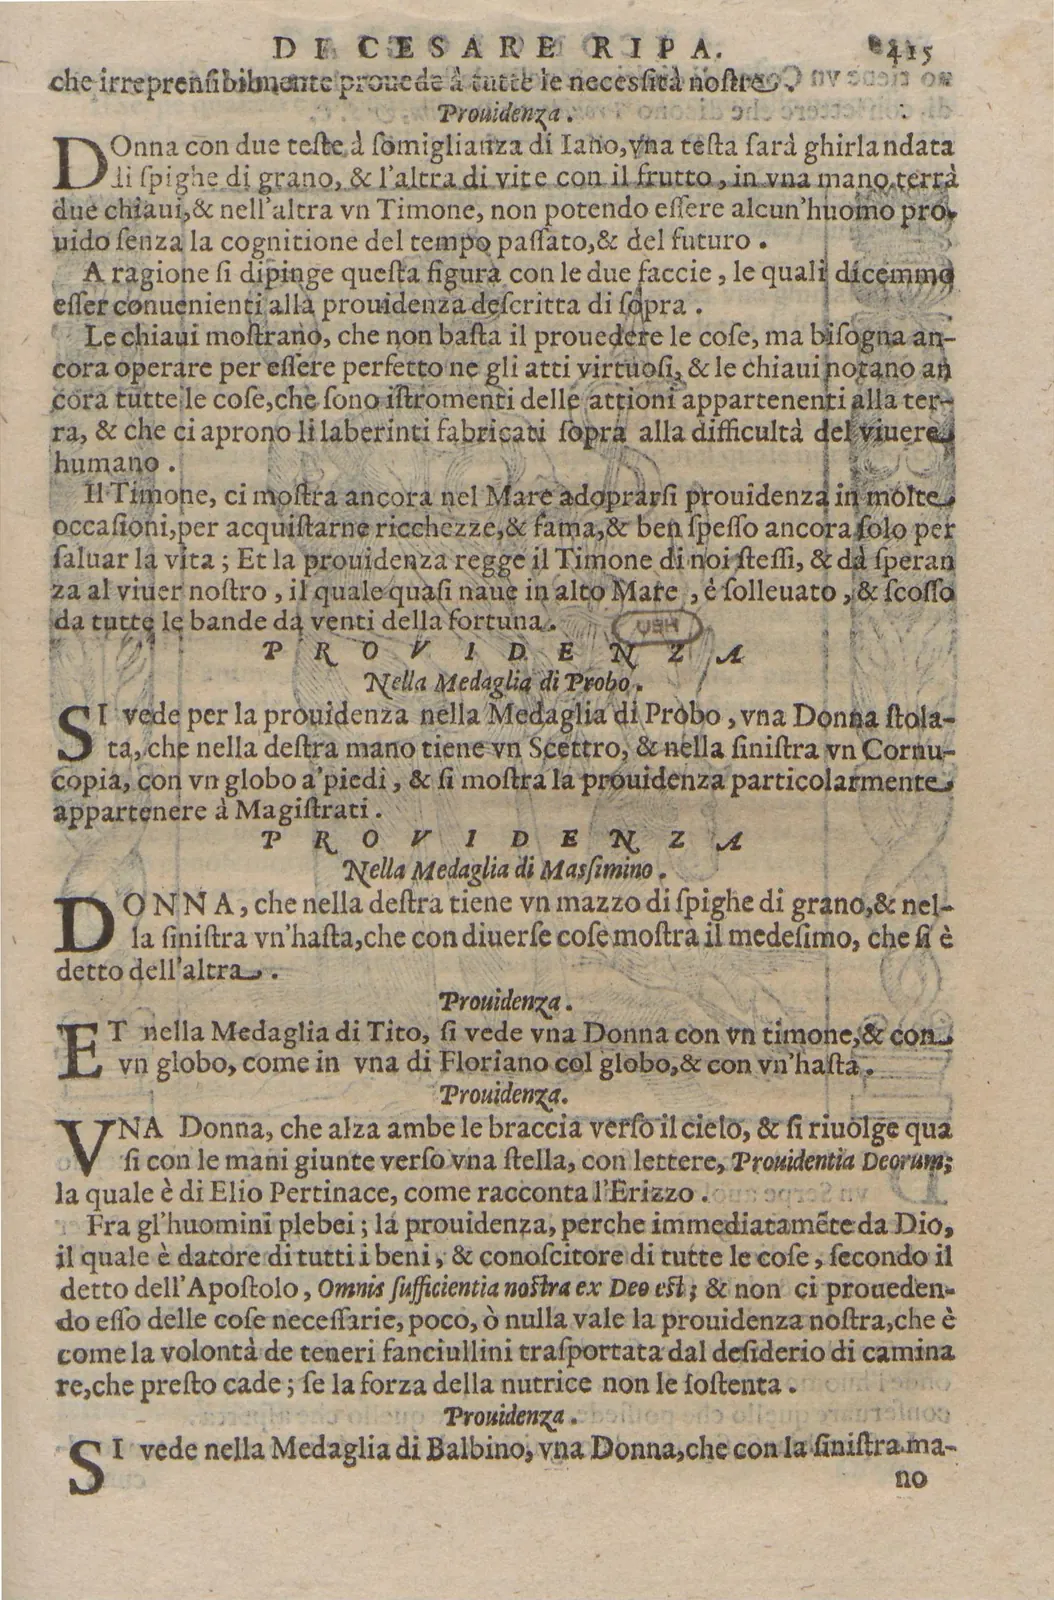 DI CESARE RIPA. 415
che irreprensibilmente prouede à tutte le necessità nostre.
Prouidenza.
DOnna con due teste à somiglianza di Iano, vna testa sarà ghirlandata
di spighe di grano, & l'altra di vite con il frutto, in vna mano terrà
due chiaui, & nell'altra vn Timone, non potendo essere alcun'huomo pro-
uido senza la cognitione del tempo passato, & del futuro.
A ragione si dipinge questa figura con le due faccie, le quali dicemmo
esser conuenienti alla prouidenza descritta di sopra.
Le chiaui mostrano, che non basta il prouedere le cose, ma bisogna an-
cora operare per essere perfetto ne gli atti virtuosi, & le chiaui notano an
cora tutte le cose, che sono istromenti delle attioni appartenenti alla ter-
ra, & che ci aprono li laberinti fabricati sopra alla difficultà del viuere
humano.
Il Timone, ci mostra ancora nel Mare adoprarsi prouidenza in molte
occasioni, per acquistarne ricchezze, & fama, & ben spesso ancora solo per
saluar la vita; Et la prouidenza regge il Timone di noi stessi, & dà speran
za al viuer nostro, il quale quasi naue in alto Mare, è solleuato, & scosso
da tutte le bande da venti della fortuna.
PROVIDENZA
Nella Medaglia di Probo.
SI vede per la prouidenza nella Medaglia di Probo, vna Donna stola-
ta, che nella destra mano tiene vn Scettro, & nella sinistra vn Cornu-
copia, con vn globo a' piedi, & si mostra la prouidenza particolarmente
appartenere à Magistrati.
PROVIDENZA
Nella Medaglia di Massimino.
DONNA, che nella destra tiene vn mazzo di spighe di grano, & nel-
la sinistra vn'hasta, che con diuerse cose mostra il medesimo, che si è
detto dell'altra.
Prouidenza.
ET nella Medaglia di Tito, si vede vna Donna con vn timone, & con
vn globo, come in vna di Floriano col globo, & con vn'hasta.
Prouidenza.
VNA Donna, che alza ambe le braccia verso il cielo, & si riuolge qua
si con le mani giunte verso vna stella, con lettere, Prouidentia Deorum;
la quale è di Elio Pertinace, come racconta l'Erizzo.
Fra gl'huomini plebei; la prouidenza, perche immediatamẽte da Dio,
il quale è datore di tutti i beni, & conoscitore di tutte le cose, secondo il
detto dell'Apostolo, Omnis sufficientia nostra ex Deo est; & non ci proueden-
do esso delle cose necessarie, poco, ò nulla vale la prouidenza nostra, che è
come la volontà de teneri fanciullini trasportata dal desiderio di camina
re, che presto cade; se la forza della nutrice non le sostenta.
Prouidenza.
SI vede nella Medaglia di Balbino, vna Donna, che con la sinistra ma-
no